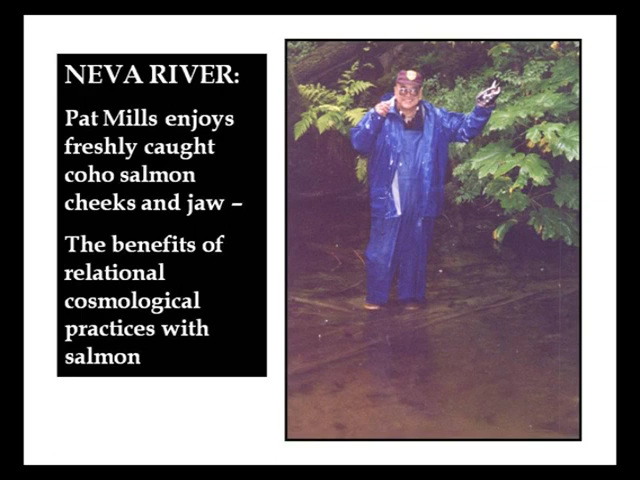 NEVA RIVER:
Pat Mills enjoys
freshly caught
coho salmon
cheeks and jaw –
The benefits of
relational
cosmological
practices with
salmon